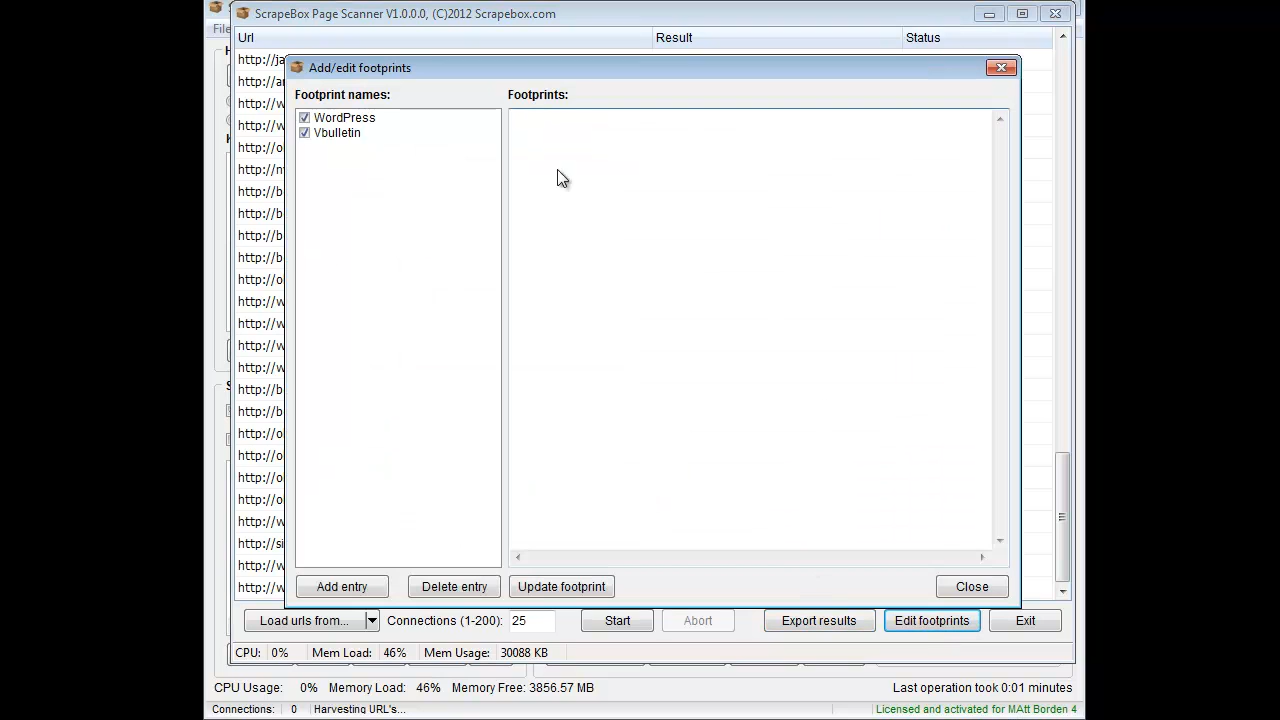 ScrapeBox Page Scanner V1.0.0.0, (C)2012 Scrapebox.com
File
Url Result Status
Add/edit footprints
Footprint names: Footprints:
WordPress
Vbulletin
http://ja
http://w
http://w
http://o
http://b
http://b
http://b
http://b
http://o
http://w
http://w
http://w
http://w
http://b
http://b
http://o
http://o
http://o
http://o
http://w
http://si
http://w
http://w
Add entry Delete entry Update footprint Close
Load urls from... Connections (1-200): 25 Start Abort Export results Edit footprints Exit
CPU: 0% Mem Load: 46% Mem Usage: 30088 KB
CPU Usage: 0% Memory Load: 46% Memory Free: 3856.57 MB Last operation took 0:01 minutes
Connections: 0 Harvesting URL's... Licensed and activated for MAtt Borden 4